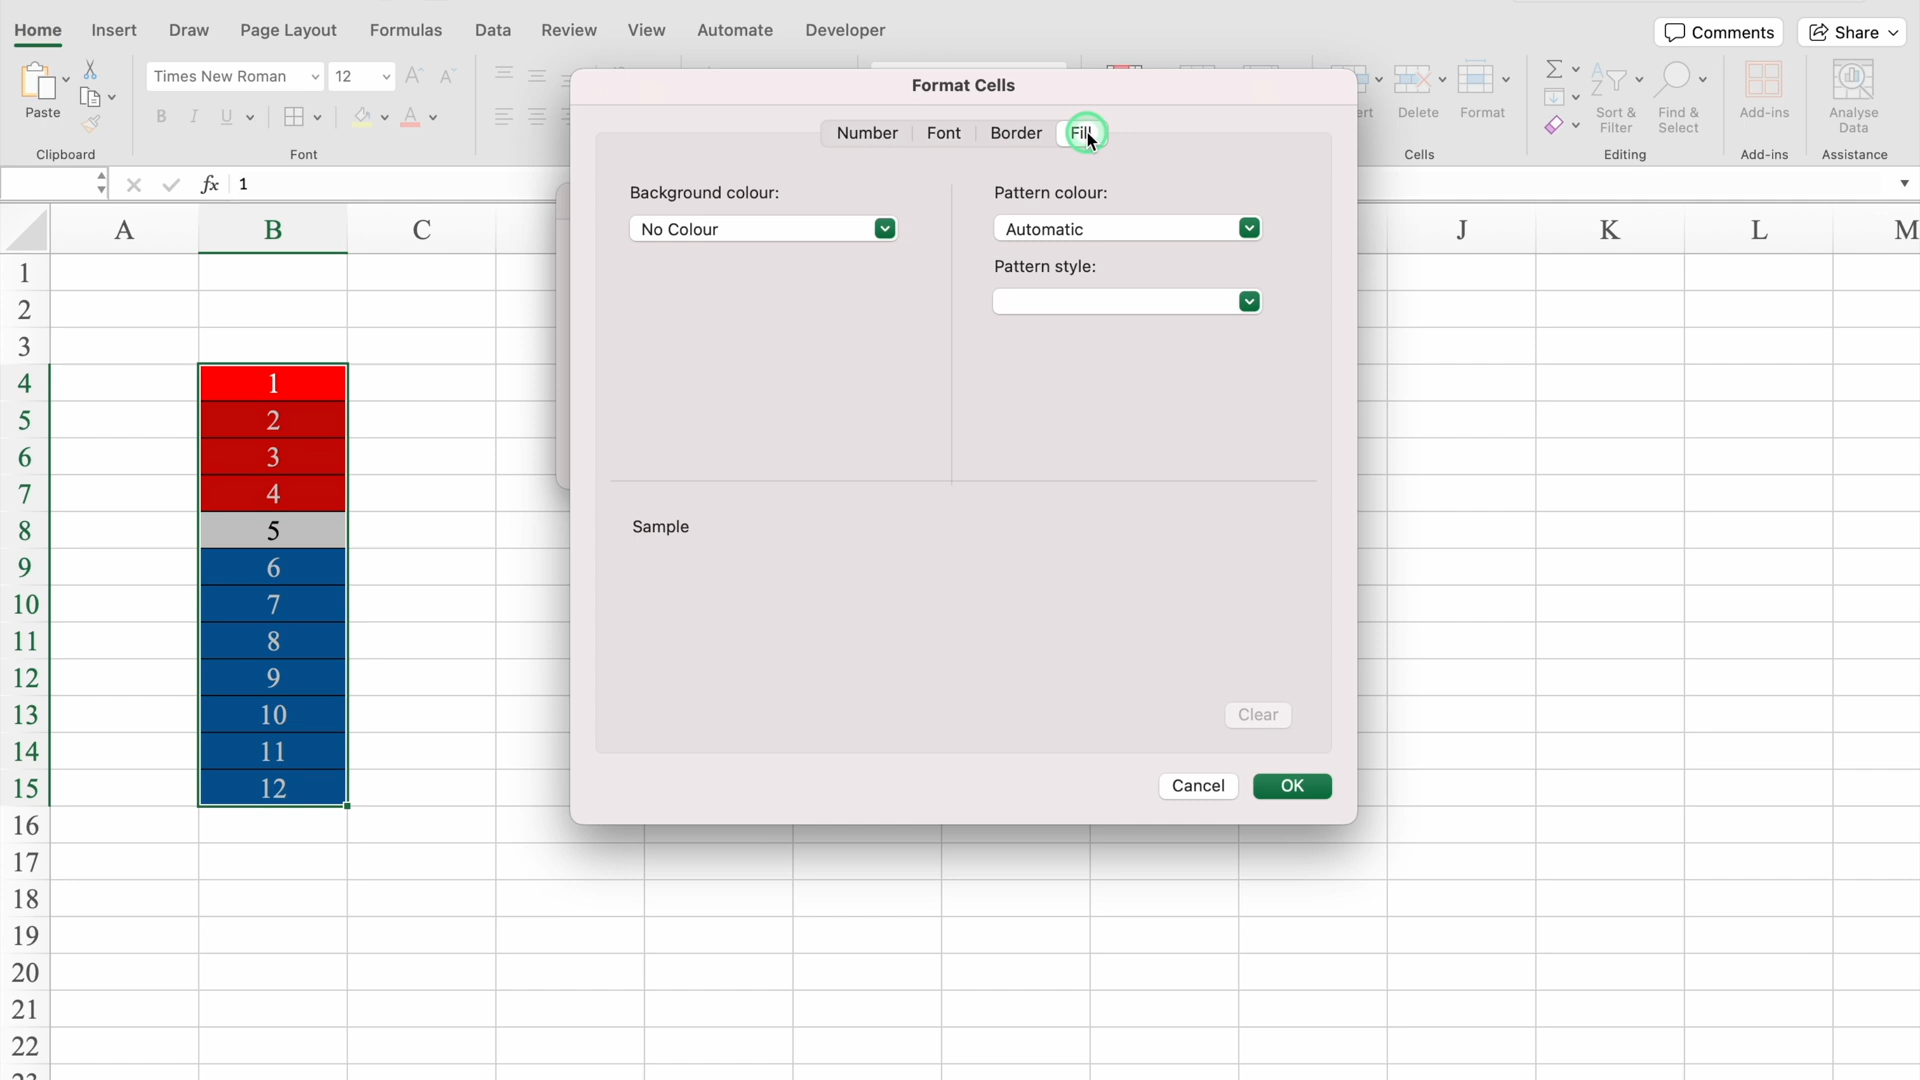 Home Insert Draw Page Layout Formulas Data Review View Automate Developer Comments Share
Times New Roman 12
Paste B I U Delete Format Sort & Filter Find & Select Add-ins Analyse Data
Clipboard Font Cells Editing Add-ins Assistance
fx 1
Format Cells
Number Font Border Fill
Background colour: Pattern colour:
No Colour Automatic
Pattern style:
Sample
Clear
Cancel OK
A B C J K L M
1
2
3
4 1
5 2
6 3
7 4
8 5
9 6
10 7
11 8
12 9
13 10
14 11
15 12
16
17
18
19
20
21
22